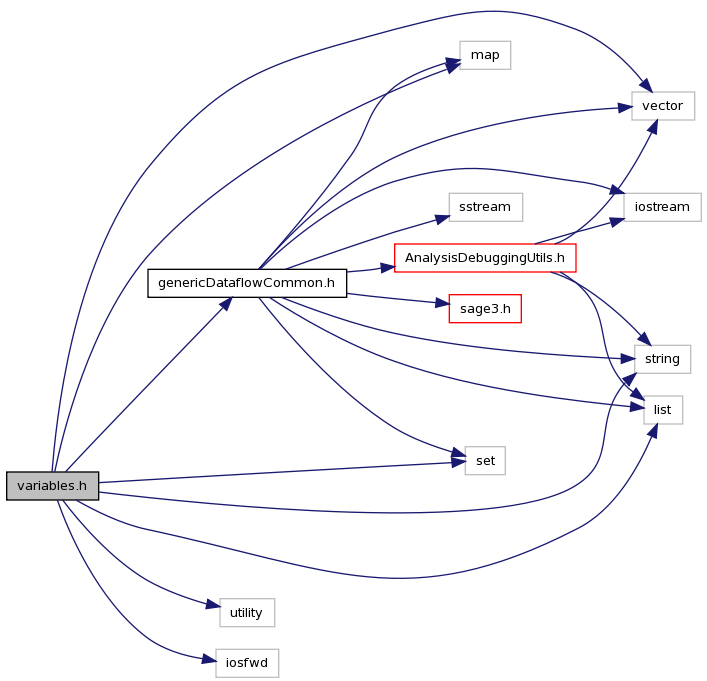 map
vector
sstream
iostream
AnalysisDebuggingUtils.h
genericDataflowCommon.h
sage3.h
string
list
set
variables.h
utility
iosfwd